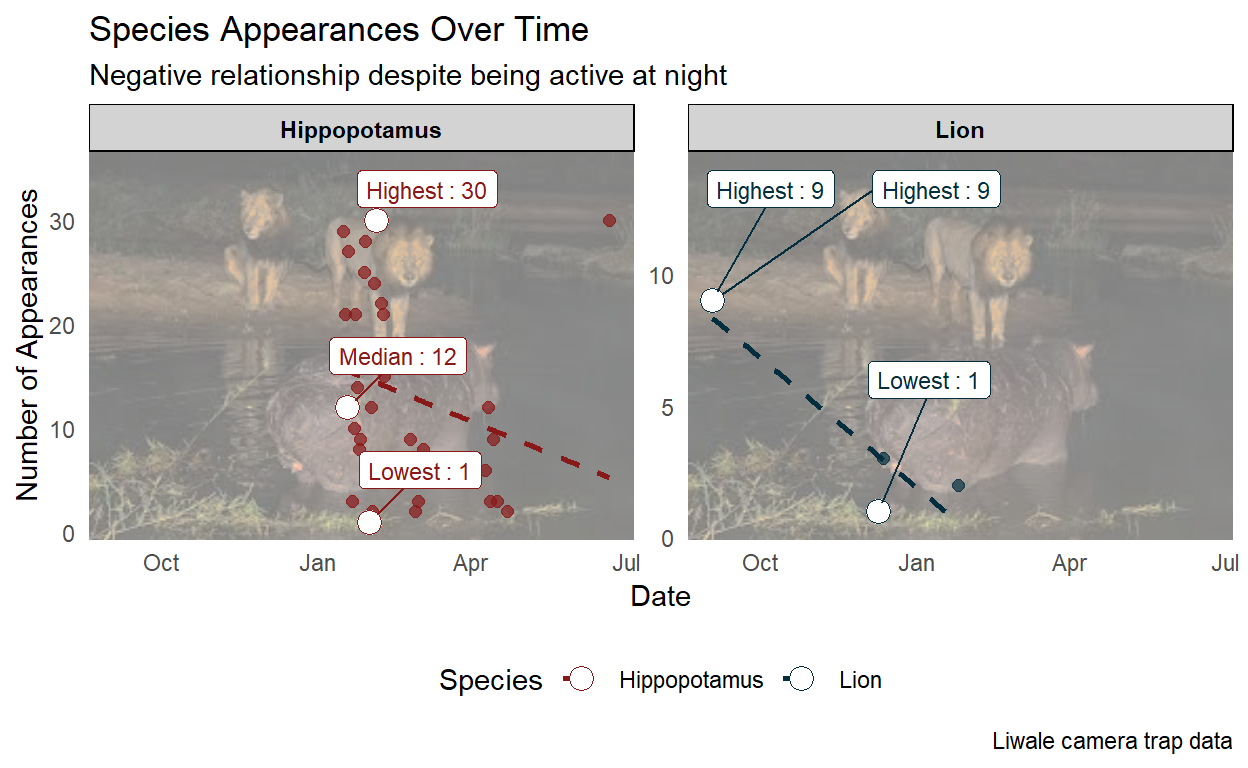 Species Appearances Over Time
Negative relationship despite being active at night
Hippopotamus
Lion
Number of Appearances
30
20
10
0
Highest : 30
Median : 12
Lowest : 1
10
5
0
Highest : 9
Highest : 9
Lowest : 1
Oct
Jan
Apr
Jul
Oct
Jan
Apr
Jul
Date
Species
Hippopotamus
Lion
Liwale camera trap data